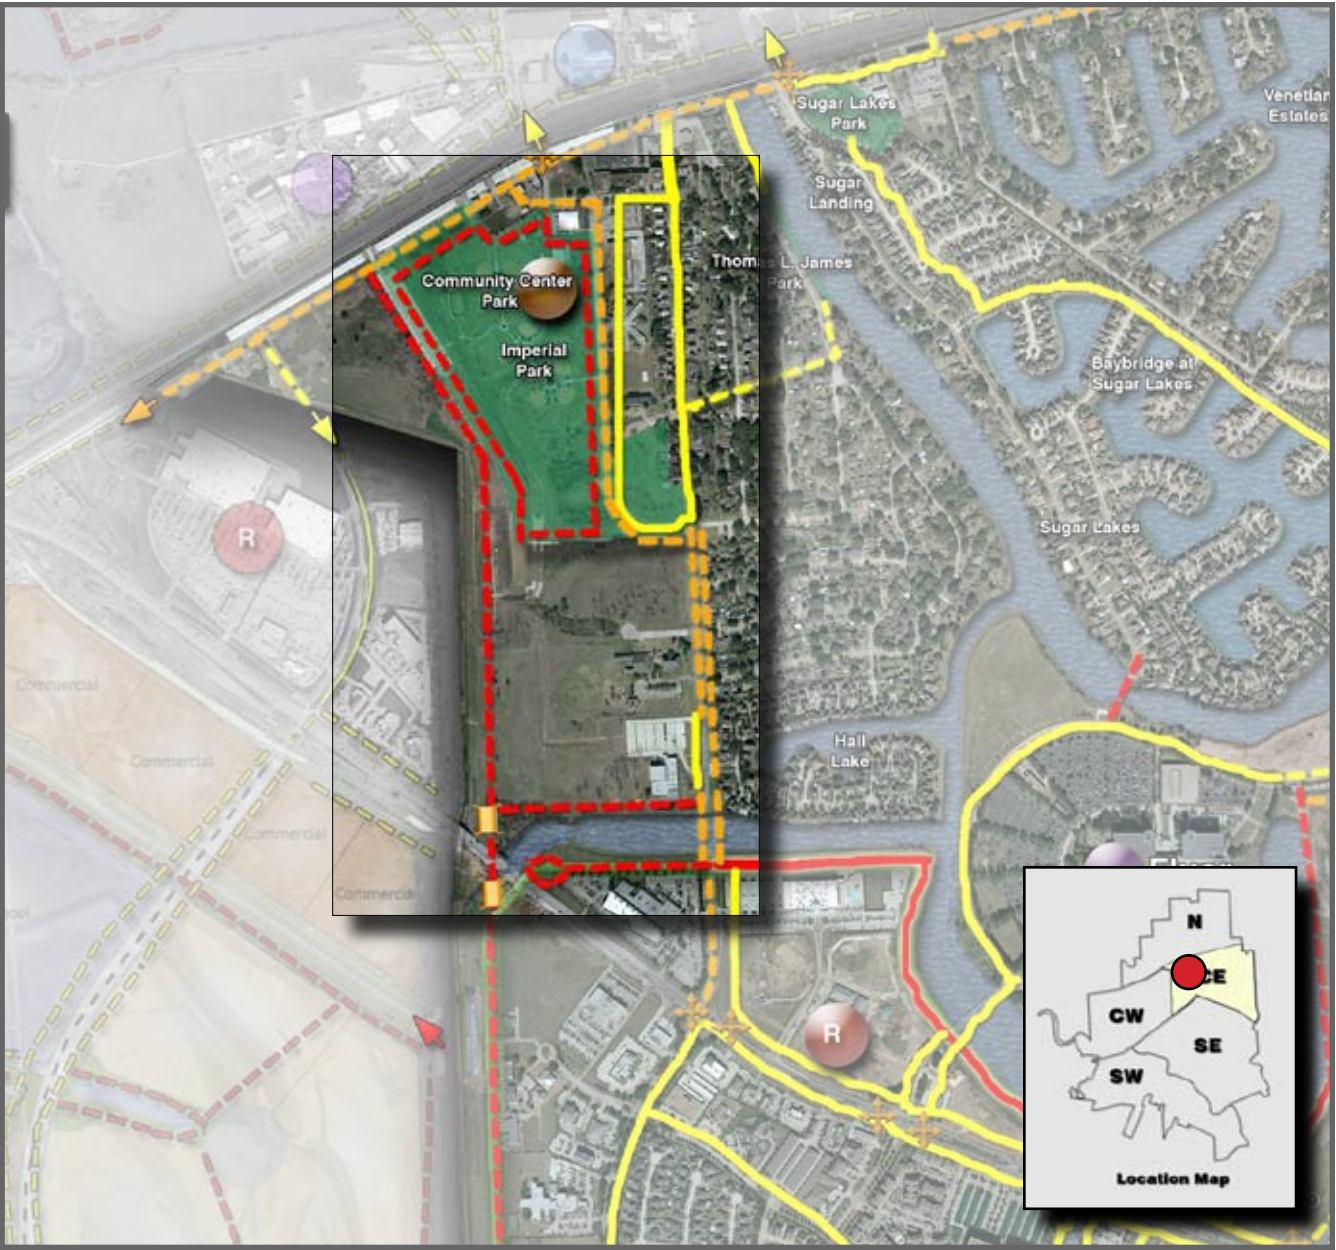 Sugar Lakes
Park
Venetian
Estates
Sugar
Landing
Thomas L. James
Park
Community Center
Park
Imperial
Park
Baybridge at
Sugar Lakes
Sugar Lakes
R
Commercial
Commercial
Hall
Lake
Commercial
Commercia
R
N
CE
CW
SE
SW
Location Map